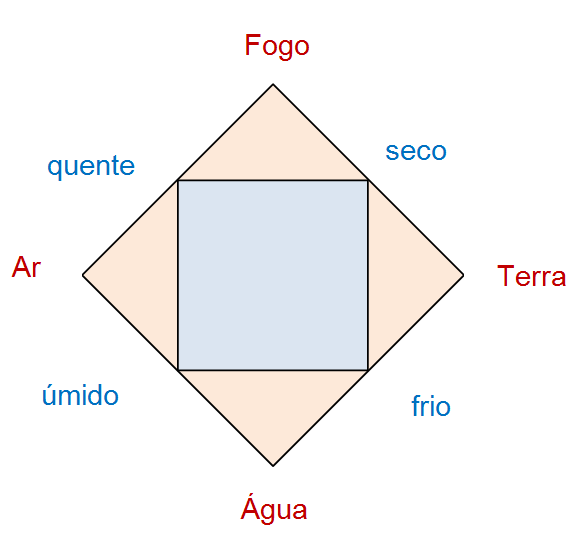 Fogo
seco
quente
Ar
Terra
úmido
frio
Água